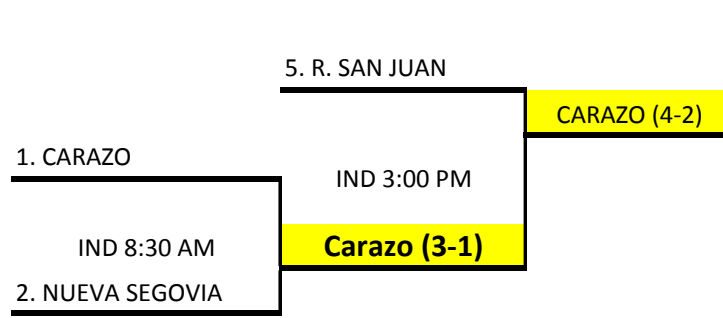 5. R. SAN JUAN
CARAZO (4-2)
1. CARAZO
IND 3:00 PM
IND 8:30 AM
Carazo (3-1)
2. NUEVA SEGOVIA